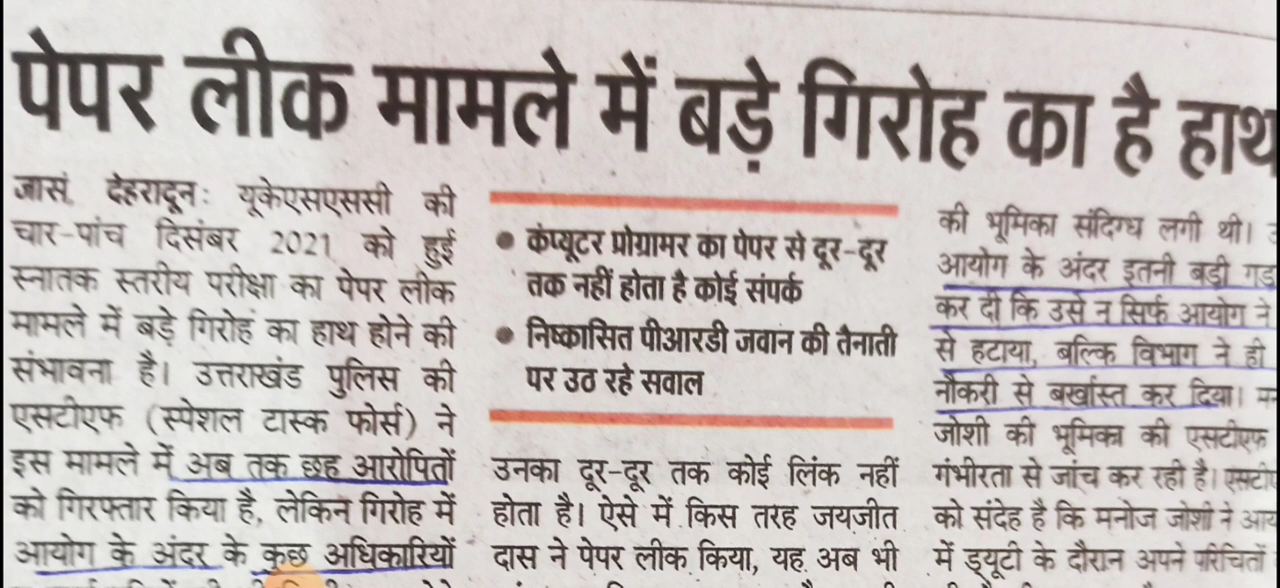 पेपर लीक मामले में बड़े गिरोह का है हाथ
जासं, देहरादून: यूकेएसएससी की
चार-पांच दिसंबर 2021 को हुई
स्नातक स्तरीय परीक्षा का पेपर लीक
मामले में बड़े गिरोह का हाथ होने की
संभावना है। उत्तराखंड पुलिस की
एसटीएफ (स्पेशल टास्क फोर्स) ने
इस मामले में अब तक छह आरोपितों
को गिरफ्तार किया है, लेकिन गिरोह में
आयोग के अंदर के कुछ अधिकारियों
● कंप्यूटर प्रोग्रामर का पेपर से दूर-दूर
तक नहीं होता है कोई संपर्क
● निष्कासित पीआरडी जवान की तैनाती
पर उठ रहे सवाल
उनका दूर-दूर तक कोई लिंक नहीं
होता है। ऐसे में किस तरह जयजीत
दास ने पेपर लीक किया, यह अब भी
की भूमिका संदिग्ध लगी थी।
आयोग के अंदर इतनी बड़ी गड़
कर दी कि उसे न सिर्फ आयोग ने
से हटाया, बल्कि विभाग ने ही
नौकरी से बर्खास्त कर दिया।
जोशी की भूमिका की एसटीएफ
गंभीरता से जांच कर रही है। एसटी
को संदेह है कि मनोज जोशी ने आय
में ड्यूटी के दौरान अपने परिचितों